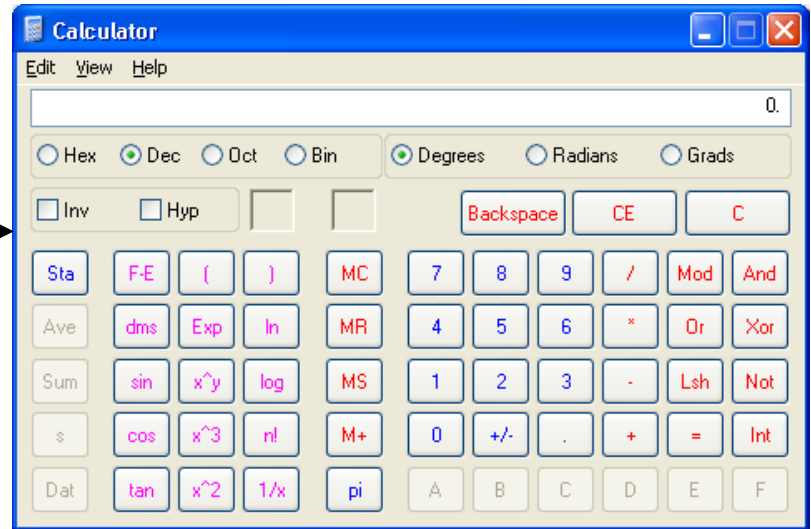 Calculator
Edit View Help
0.
Hex Dec Oct Bin Degrees Radians Grads
Inv Hyp Backspace CE C
Sta F-E ( ) MC 7 8 9 / Mod And
Ave dms Exp ln MR 4 5 6 * Or Xor
Sum sin x^y log MS 1 2 3 - Lsh Not
s cos x^3 n! M+ 0 +/- . + = Int
Dat tan x^2 1/x pi A B C D E F